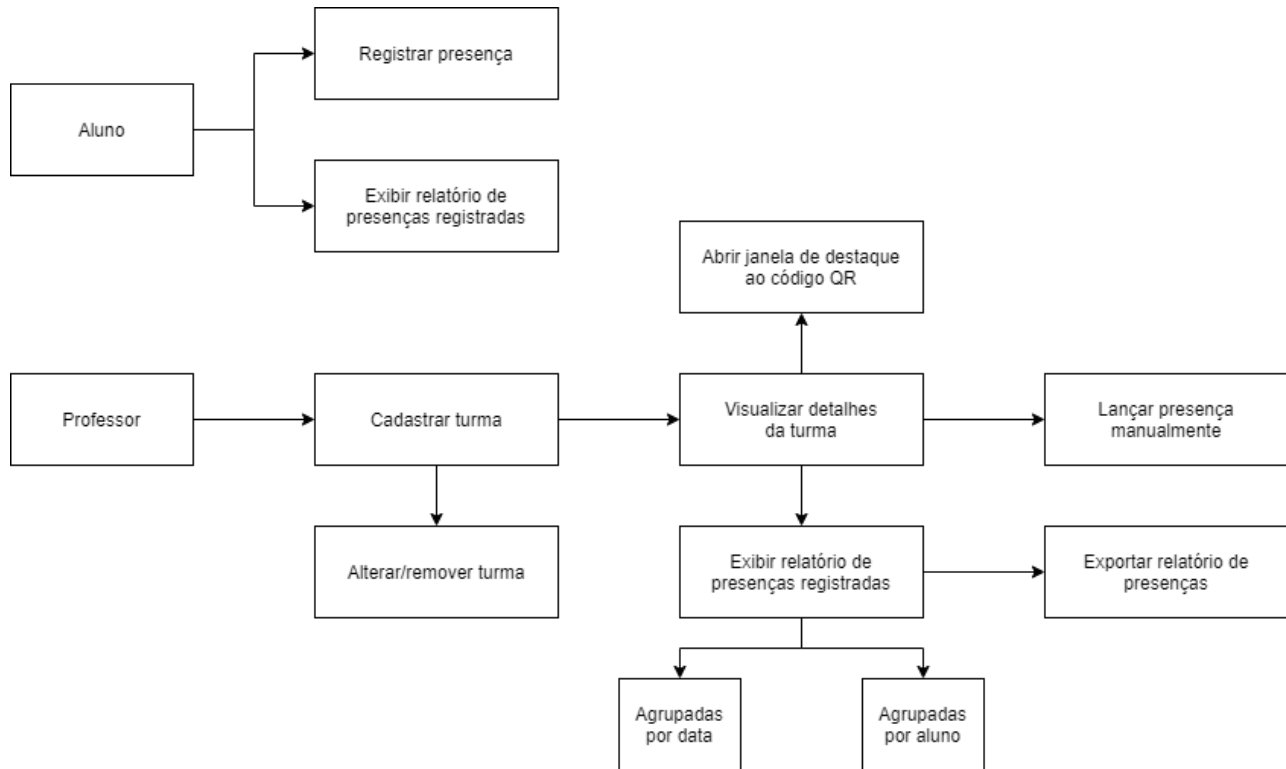 Registrar presença
Aluno
Exibir relatório de
presenças registradas
Abrir janela de destaque
ao código QR
Professor
Cadastrar turma
Visualizar detalhes
da turma
Lançar presença
manualmente
Alterar/remover turma
Exibir relatório de
presenças registradas
Exportar relatório de
presenças
Agrupadas
por data
Agrupadas
por aluno